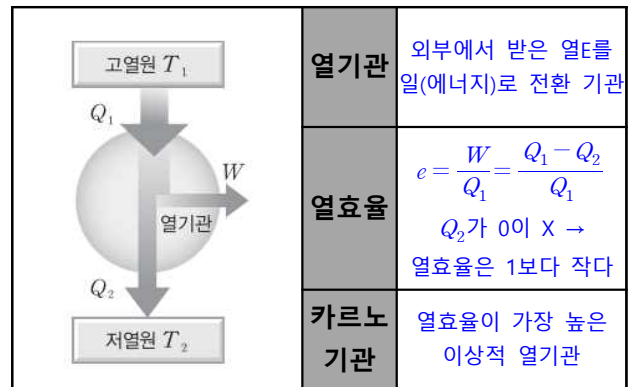 고열원 T₁
Q₁
W
열기관
Q₂
저열원 T₂
열기관
외부에서 받은 열E를
일(에너지)로 전환 기관
열효율
e = W/Q₁ = (Q₁ − Q₂)/Q₁
Q₂가 0이 X →
열효율은 1보다 작다
카르노
기관
열효율이 가장 높은
이상적 열기관